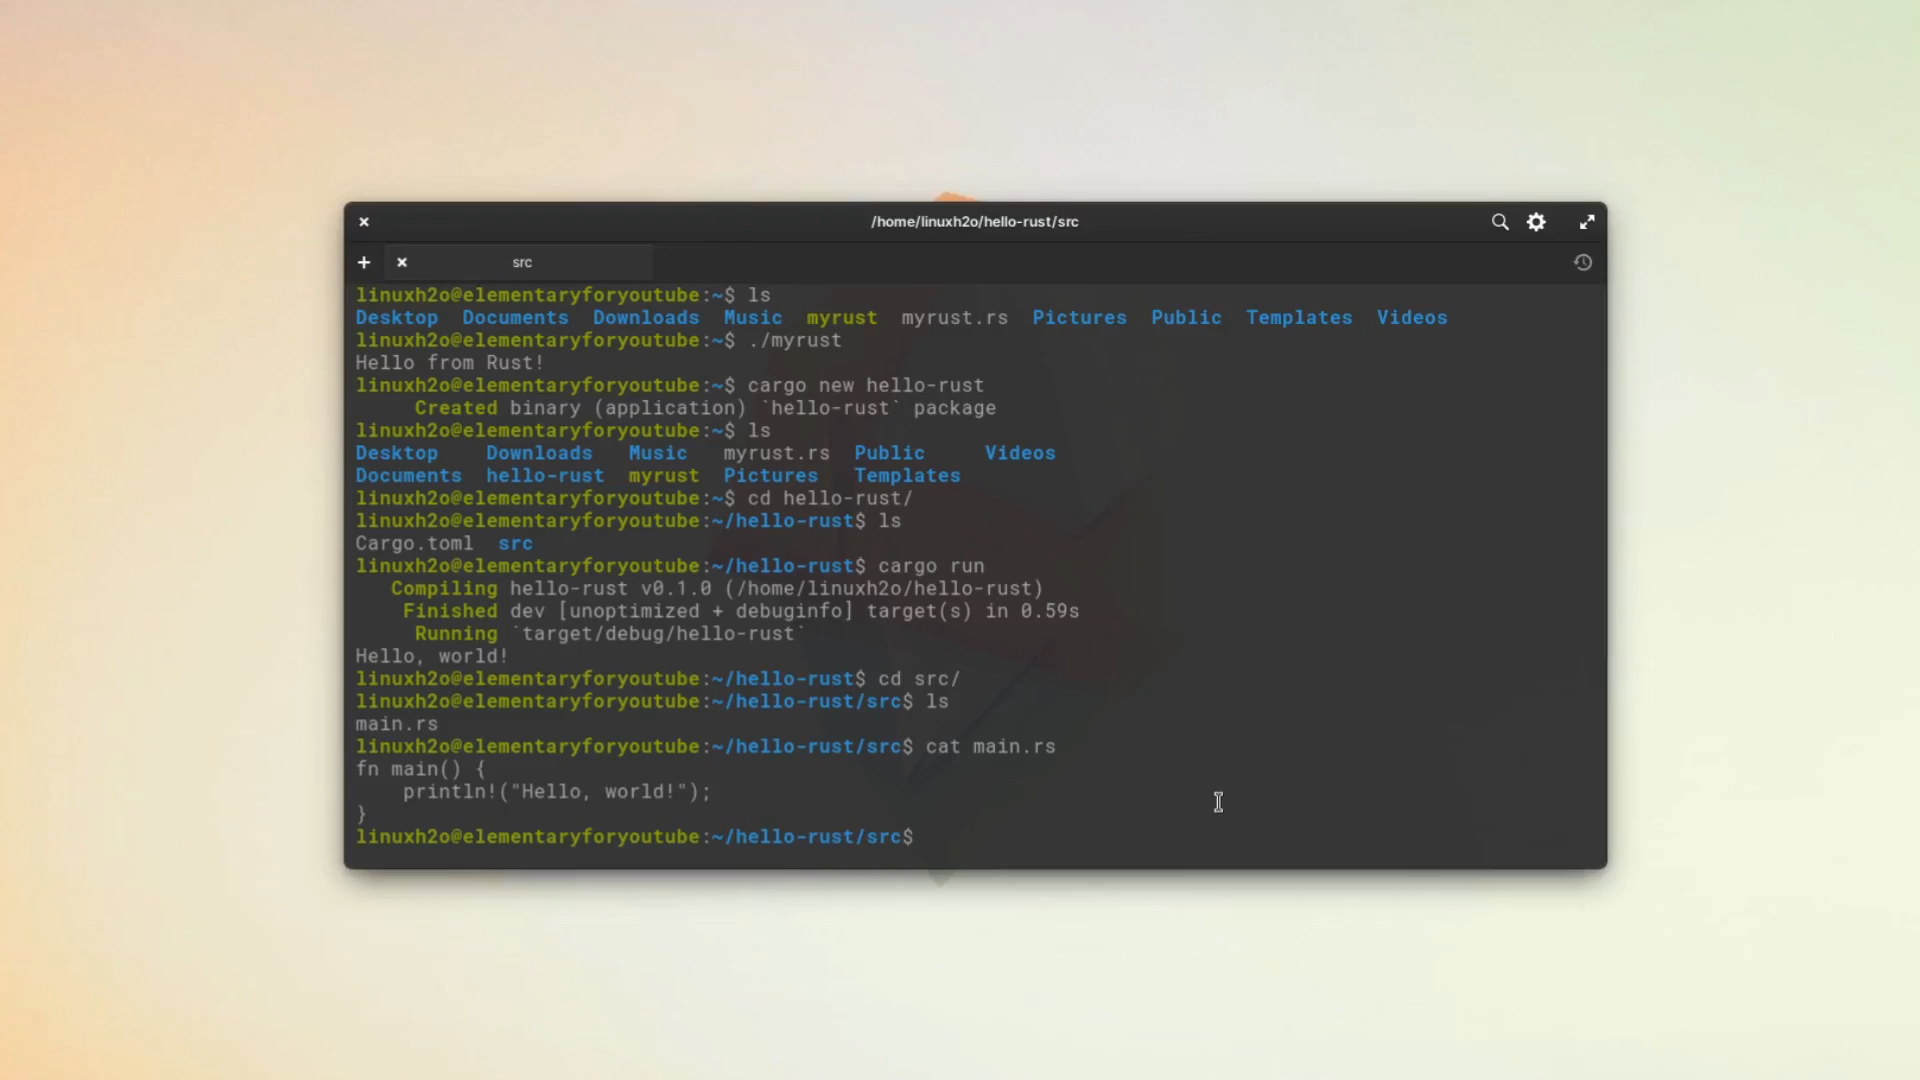 /home/linuxh2o/hello-rust/src
src
linuxh2o@elementaryforyoutube:~$ ls
Desktop  Documents  Downloads  Music  myrust  myrust.rs  Pictures  Public  Templates  Videos
linuxh2o@elementaryforyoutube:~$ ./myrust
Hello from Rust!
linuxh2o@elementaryforyoutube:~$ cargo new hello-rust
     Created binary (application) `hello-rust` package
linuxh2o@elementaryforyoutube:~$ ls
Desktop    Downloads   Music   myrust.rs  Public     Videos
Documents  hello-rust  myrust  Pictures   Templates
linuxh2o@elementaryforyoutube:~$ cd hello-rust/
linuxh2o@elementaryforyoutube:~/hello-rust$ ls
Cargo.toml  src
linuxh2o@elementaryforyoutube:~/hello-rust$ cargo run
   Compiling hello-rust v0.1.0 (/home/linuxh2o/hello-rust)
    Finished dev [unoptimized + debuginfo] target(s) in 0.59s
     Running `target/debug/hello-rust`
Hello, world!
linuxh2o@elementaryforyoutube:~/hello-rust$ cd src/
linuxh2o@elementaryforyoutube:~/hello-rust/src$ ls
main.rs
linuxh2o@elementaryforyoutube:~/hello-rust/src$ cat main.rs
fn main() {
    println!("Hello, world!");
}
linuxh2o@elementaryforyoutube:~/hello-rust/src$